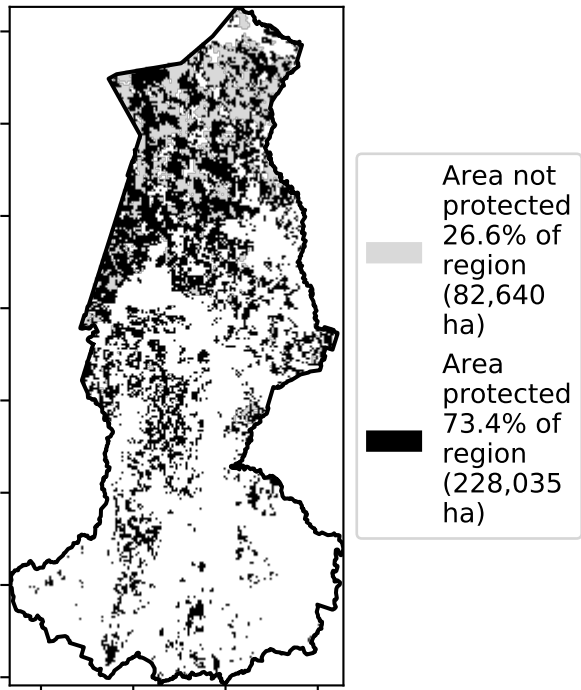 Area not
protected
26.6% of
region
(82,640
ha)
Area
protected
73.4% of
region
(228,035
ha)